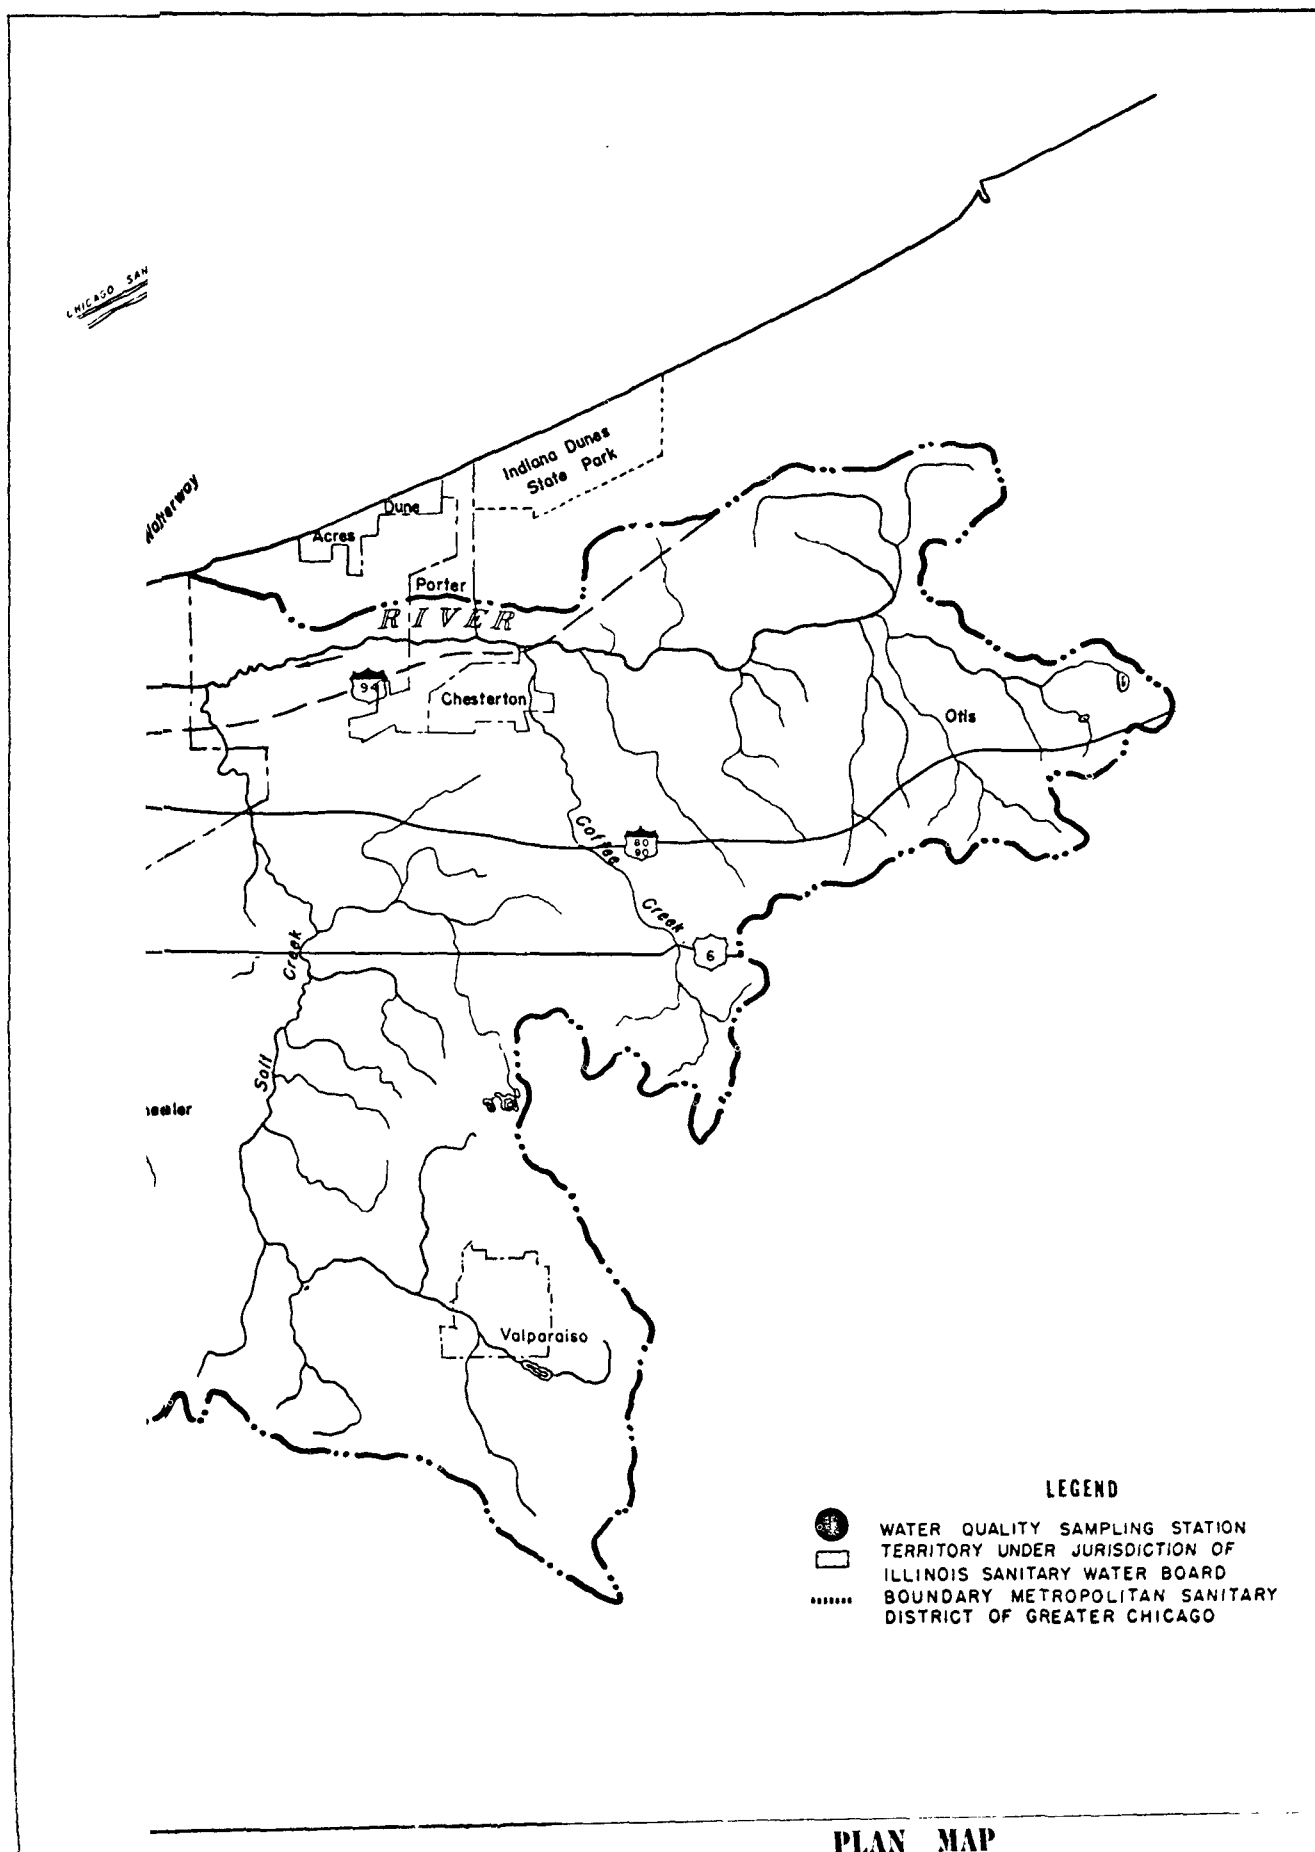 CHICAGO SAN
Indiana Dunes
State Park
Waterway
Dune
Acres
Porter
RIVER
94
Chesterton
Otis
Coffee
80
90
Creek
6
Creek
Salt
Valparaiso
LEGEND
WATER QUALITY SAMPLING STATION
TERRITORY UNDER JURISDICTION OF
ILLINOIS SANITARY WATER BOARD
BOUNDARY METROPOLITAN SANITARY
DISTRICT OF GREATER CHICAGO
PLAN MAP